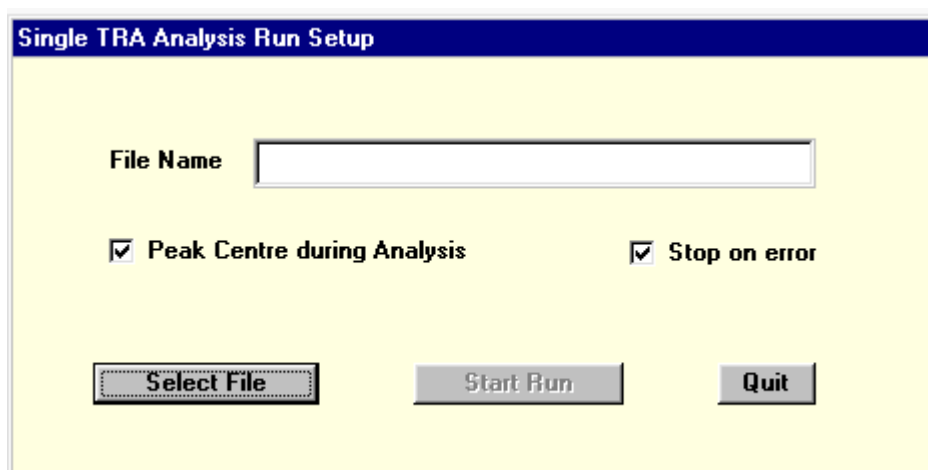 Single TRA Analysis Run Setup
File Name
Peak Centre during Analysis Stop on error
Select File Start Run Quit